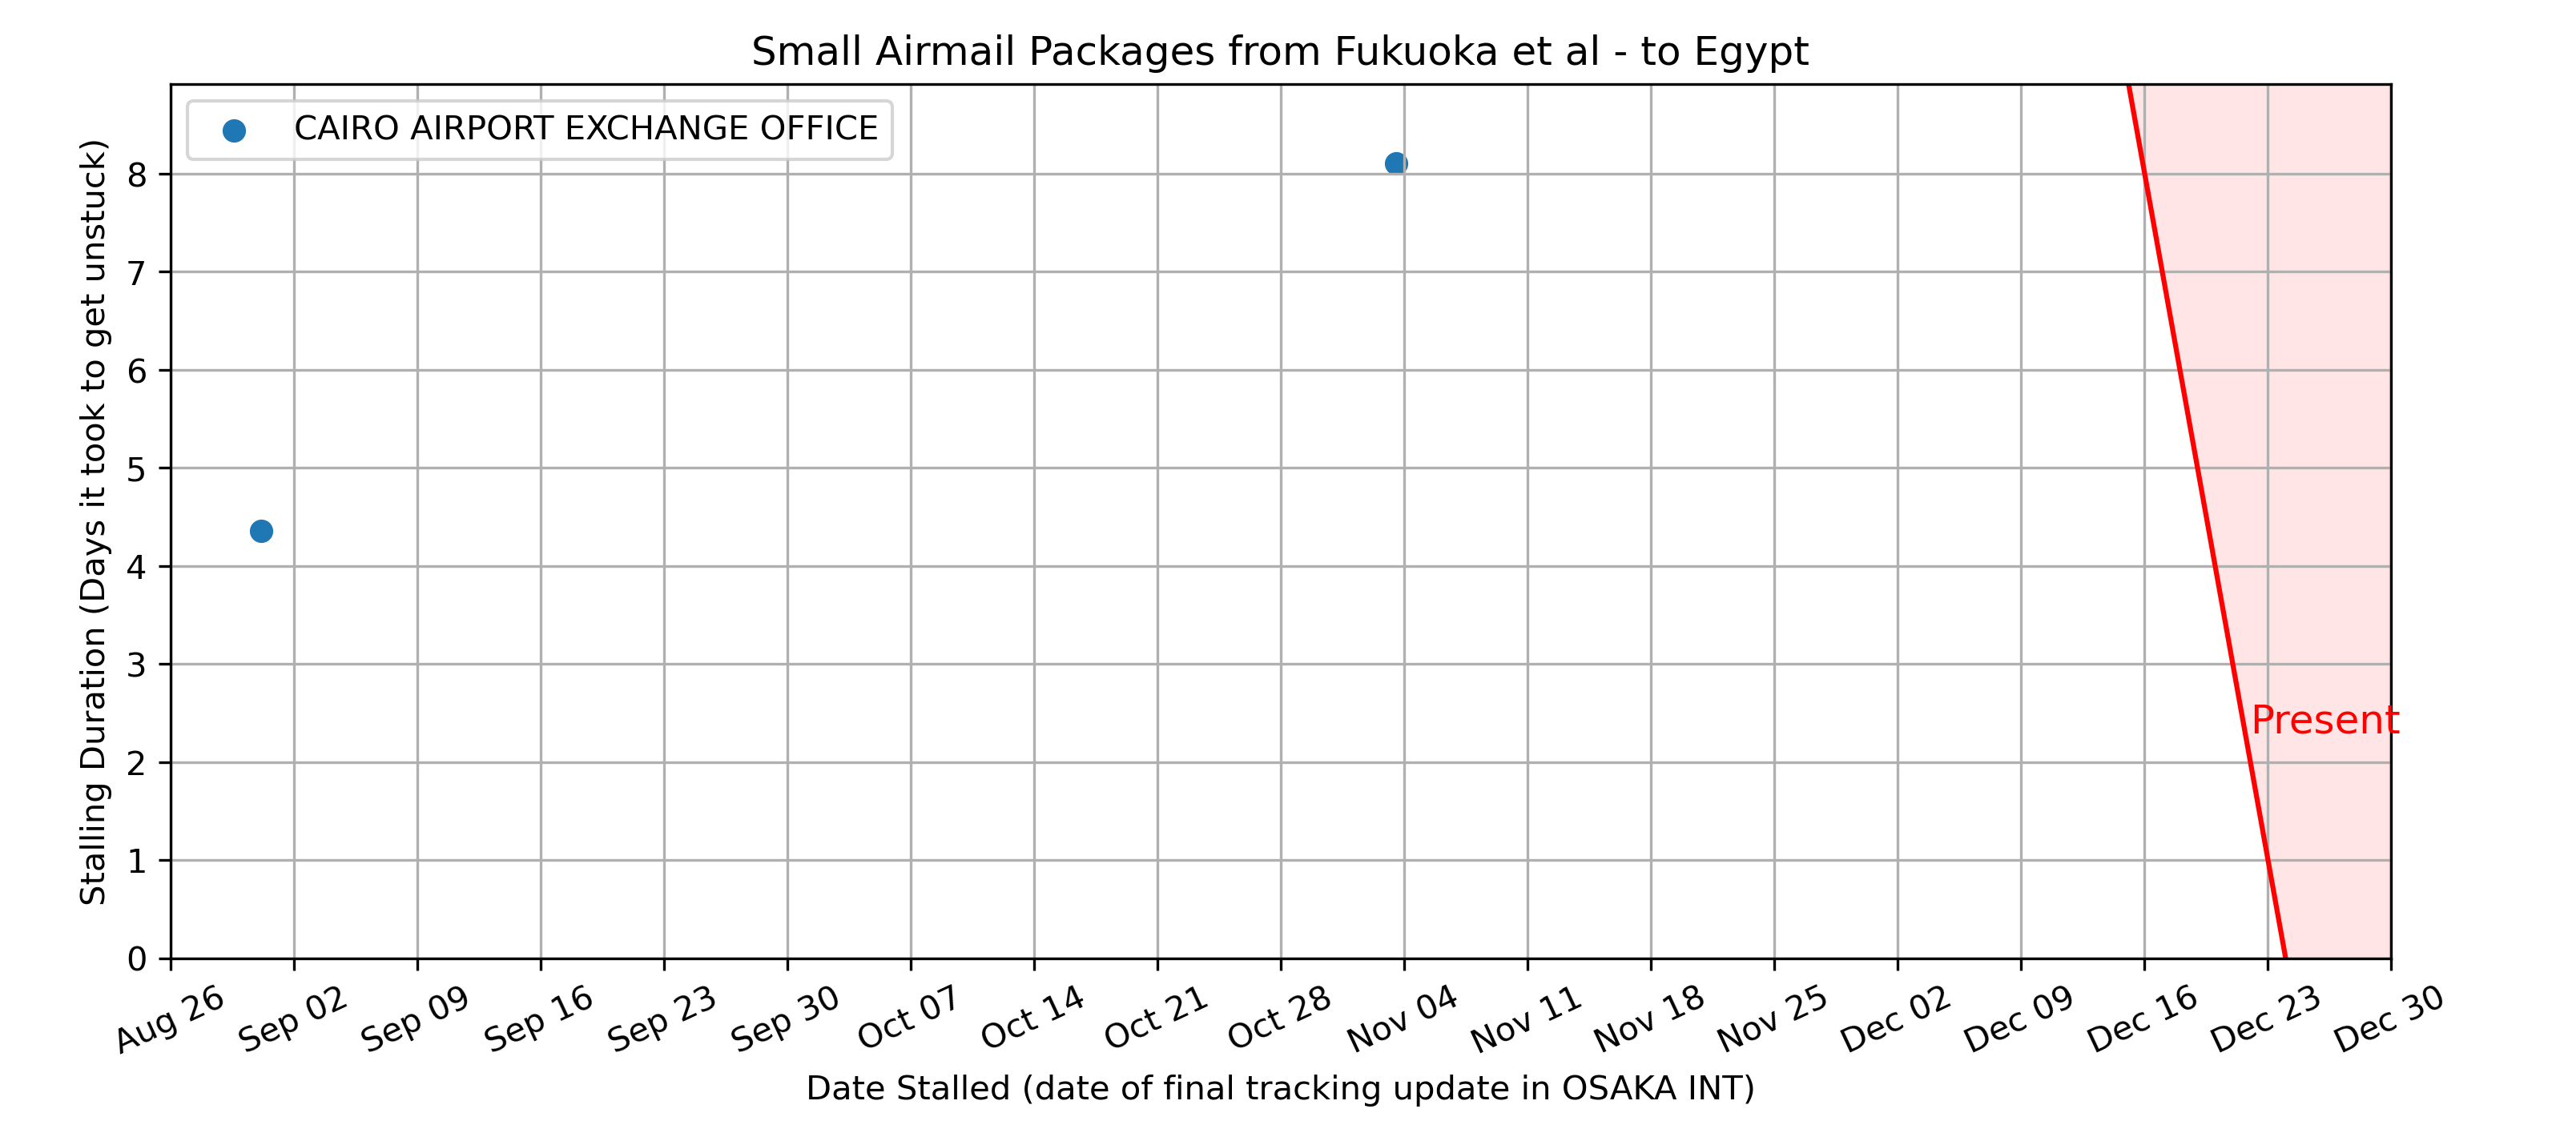 Small Airmail Packages from Fukuoka et al - to Egypt
CAIRO AIRPORT EXCHANGE OFFICE
Stalling Duration (Days it took to get unstuck)
8
7
6
5
4
3
2
1
0
Present
Aug 26
Sep 02
Sep 09
Sep 16
Sep 23
Sep 30
Oct 07
Oct 14
Oct 21
Oct 28
Nov 04
Nov 11
Nov 18
Nov 25
Dec 02
Dec 09
Dec 16
Dec 23
Dec 30
Date Stalled (date of final tracking update in OSAKA INT)